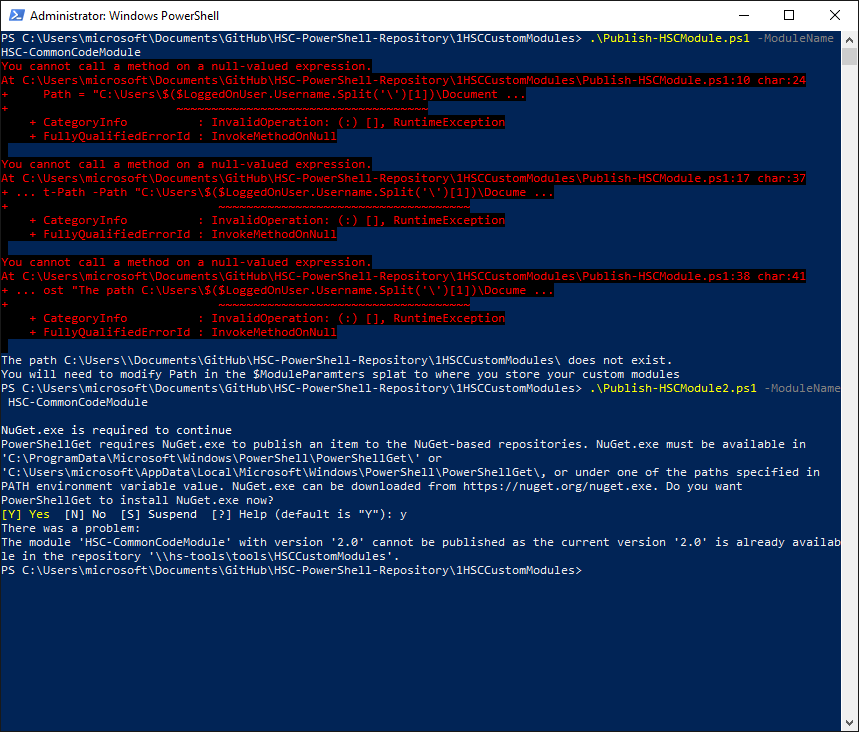 Administrator: Windows PowerShell
PS C:\Users\microsoft\Documents\GitHub\HSC-PowerShell-Repository\1HSCCustomModules> .\Publish-HSCModule.ps1 -ModuleName
HSC-CommonCodeModule
You cannot call a method on a null-valued expression.
At C:\Users\microsoft\Documents\GitHub\HSC-PowerShell-Repository\1HSCCustomModules\Publish-HSCModule.ps1:10 char:24
+     Path = "C:\Users\$($LoggedOnUser.Username.Split('\')[1])\Document ...
+                        ~~~~~~~~~~~~~~~~~~~~~~~~~~~~~~~~~~~~
    + CategoryInfo          : InvalidOperation: (:) [], RuntimeException
    + FullyQualifiedErrorId : InvokeMethodOnNull
You cannot call a method on a null-valued expression.
At C:\Users\microsoft\Documents\GitHub\HSC-PowerShell-Repository\1HSCCustomModules\Publish-HSCModule.ps1:17 char:37
+ ... t-Path -Path "C:\Users\$($LoggedOnUser.Username.Split('\')[1])\Docume ...
+                              ~~~~~~~~~~~~~~~~~~~~~~~~~~~~~~~~~~~~
    + CategoryInfo          : InvalidOperation: (:) [], RuntimeException
    + FullyQualifiedErrorId : InvokeMethodOnNull
You cannot call a method on a null-valued expression.
At C:\Users\microsoft\Documents\GitHub\HSC-PowerShell-Repository\1HSCCustomModules\Publish-HSCModule.ps1:38 char:41
+ ... ost "The path C:\Users\$($LoggedOnUser.Username.Split('\')[1])\Docume ...
+                              ~~~~~~~~~~~~~~~~~~~~~~~~~~~~~~~~~~~~
    + CategoryInfo          : InvalidOperation: (:) [], RuntimeException
    + FullyQualifiedErrorId : InvokeMethodOnNull
The path C:\Users\\Documents\GitHub\HSC-PowerShell-Repository\1HSCCustomModules\ does not exist.
You will need to modify Path in the $ModuleParamters splat to where you store your custom modules
PS C:\Users\microsoft\Documents\GitHub\HSC-PowerShell-Repository\1HSCCustomModules> .\Publish-HSCModule2.ps1 -ModuleName
HSC-CommonCodeModule
NuGet.exe is required to continue
PowerShellGet requires NuGet.exe to publish an item to the NuGet-based repositories. NuGet.exe must be available in
'C:\ProgramData\Microsoft\Windows\PowerShell\PowerShellGet\' or
'C:\Users\microsoft\AppData\Local\Microsoft\Windows\PowerShell\PowerShellGet\, or under one of the paths specified in
PATH environment variable value. NuGet.exe can be downloaded from https://nuget.org/nuget.exe. Do you want
PowerShellGet to install NuGet.exe now?
[Y] Yes  [N] No  [S] Suspend  [?] Help (default is "Y"): y
There was a problem:
The module 'HSC-CommonCodeModule' with version '2.0' cannot be published as the current version '2.0' is already availab
le in the repository '\\hs-tools\tools\HSCCustomModules'.
PS C:\Users\microsoft\Documents\GitHub\HSC-PowerShell-Repository\1HSCCustomModules>